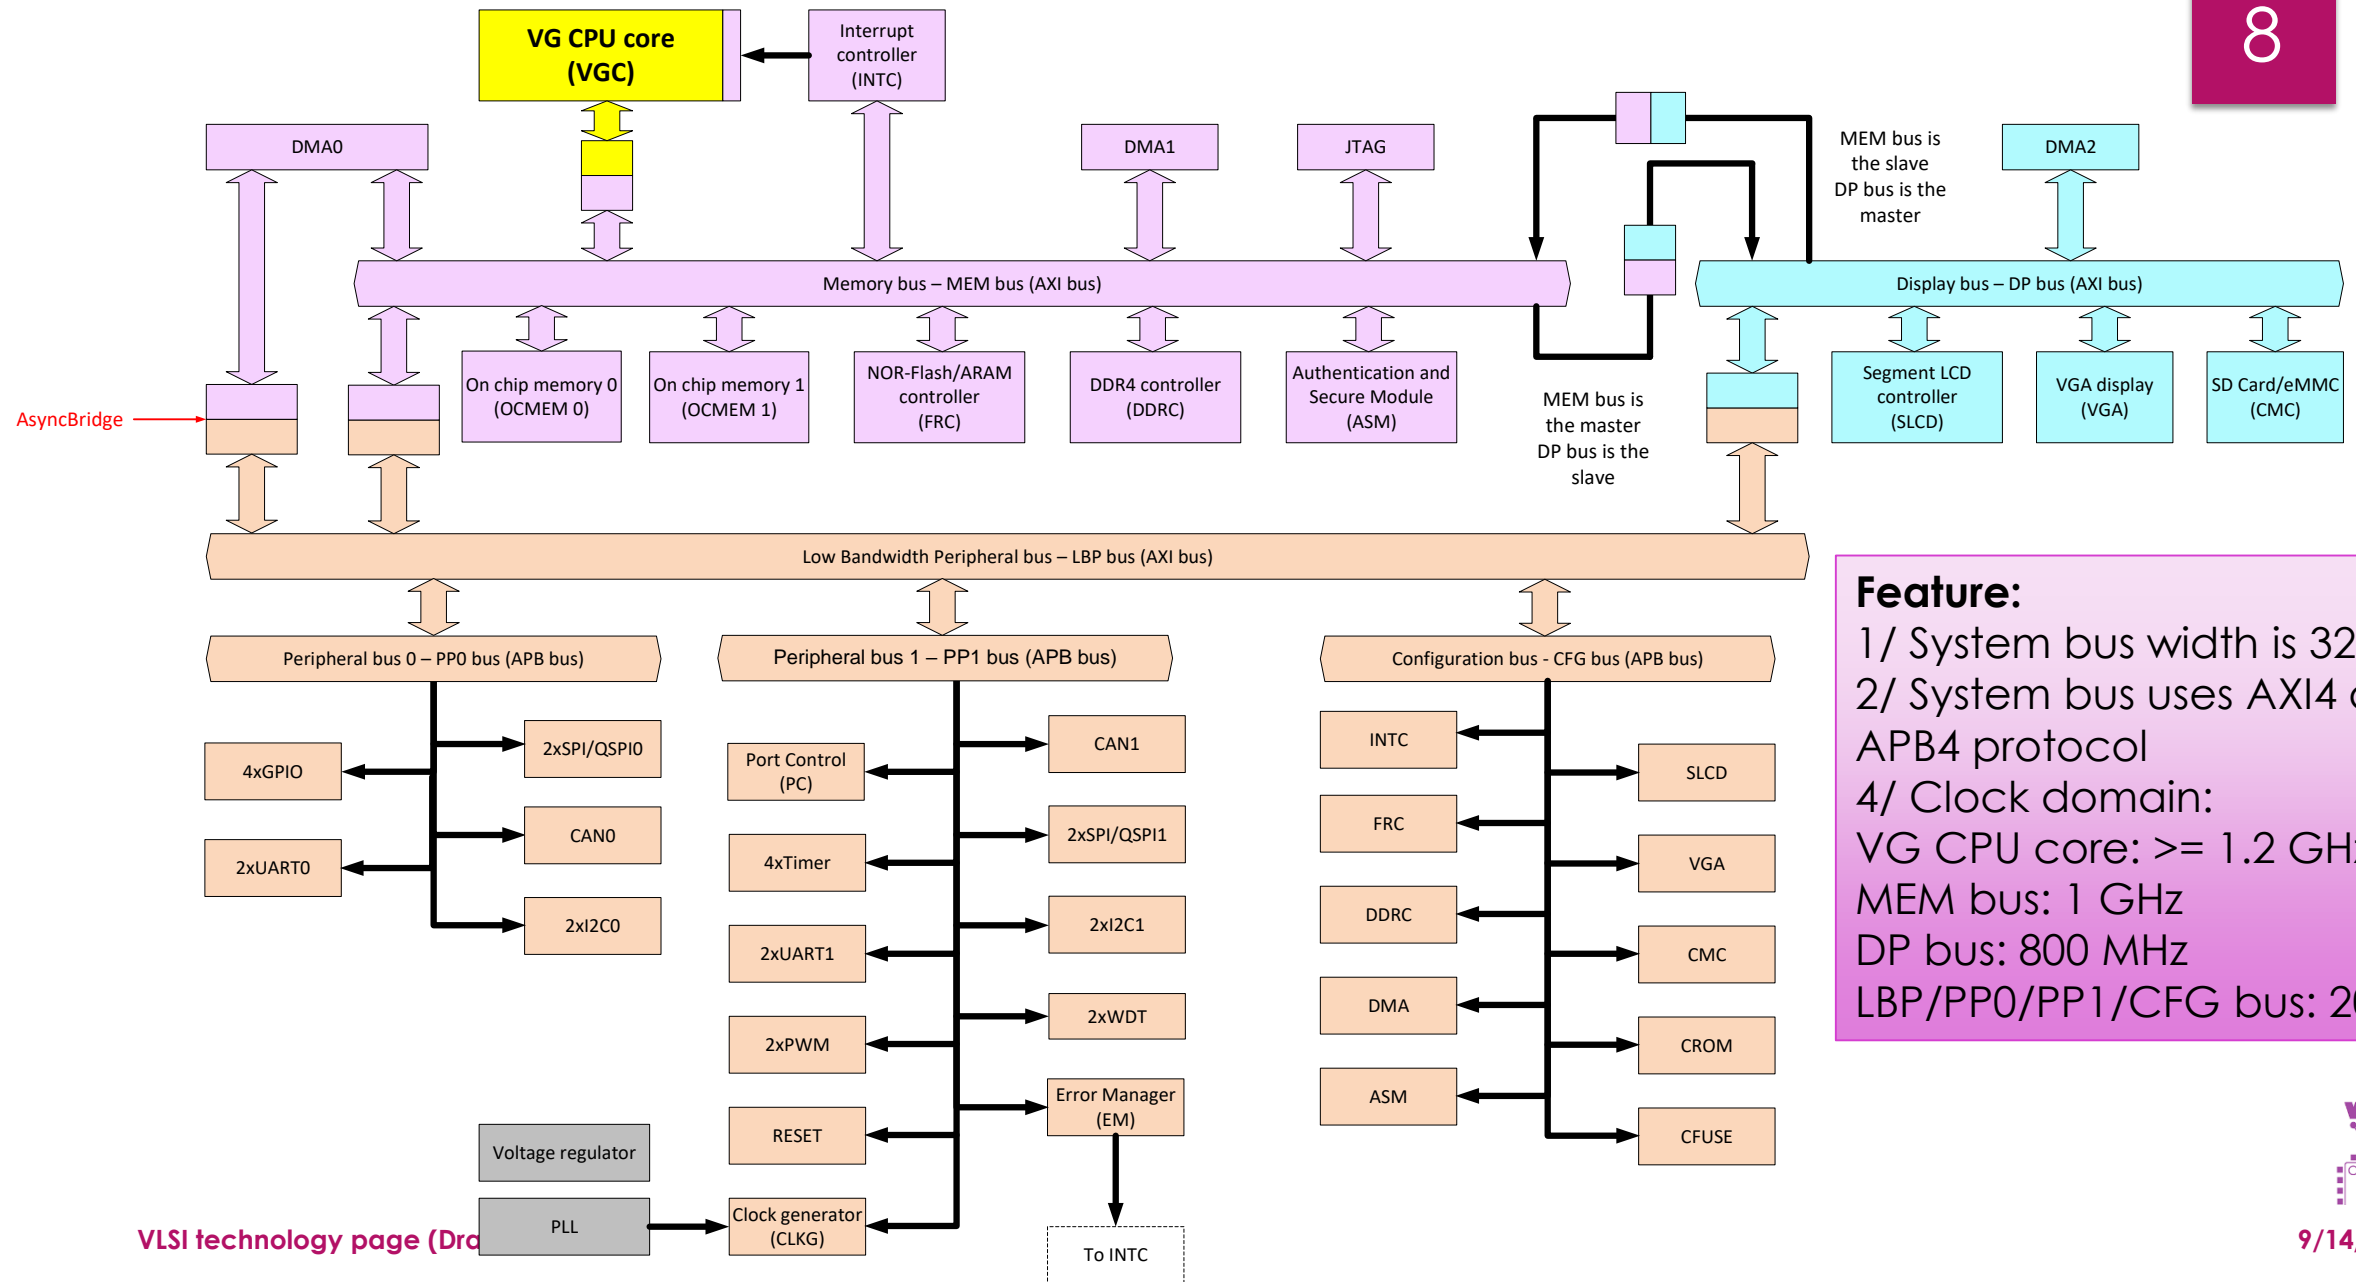 8
VG CPU core
(VGC)
Interrupt
controller
(INTC)
DMA0
DMA1
JTAG
MEM bus is
the slave
DP bus is the
master
DMA2
Memory bus – MEM bus (AXI bus)
Display bus – DP bus (AXI bus)
On chip memory 0
(OCMEM 0)
On chip memory 1
(OCMEM 1)
NOR-Flash/ARAM
controller
(FRC)
DDR4 controller
(DDRC)
Authentication and
Secure Module
(ASM)
MEM bus is
the master
DP bus is the
slave
Segment LCD
controller
(SLCD)
VGA display
(VGA)
SD Card/eMMC
(CMC)
AsyncBridge
Low Bandwidth Peripheral bus – LBP bus (AXI bus)
Peripheral bus 0 – PP0 bus (APB bus)
Peripheral bus 1 – PP1 bus (APB bus)
Configuration bus - CFG bus (APB bus)
4xGPIO
2xUART0
2xSPI/QSPI0
CAN0
2xI2C0
Port Control
(PC)
4xTimer
2xUART1
2xPWM
RESET
Clock generator
(CLKG)
CAN1
2xSPI/QSPI1
2xI2C1
2xWDT
Error Manager
(EM)
To INTC
INTC
FRC
DDRC
DMA
ASM
SLCD
VGA
CMC
CROM
CFUSE
Voltage regulator
PLL
Feature:
1/ System bus width is 32
2/ System bus uses AXI4
APB4 protocol
4/ Clock domain:
VG CPU core: >= 1.2 GHz
MEM bus: 1 GHz
DP bus: 800 MHz
LBP/PP0/PP1/CFG bus:
VLSI technology page
9/14